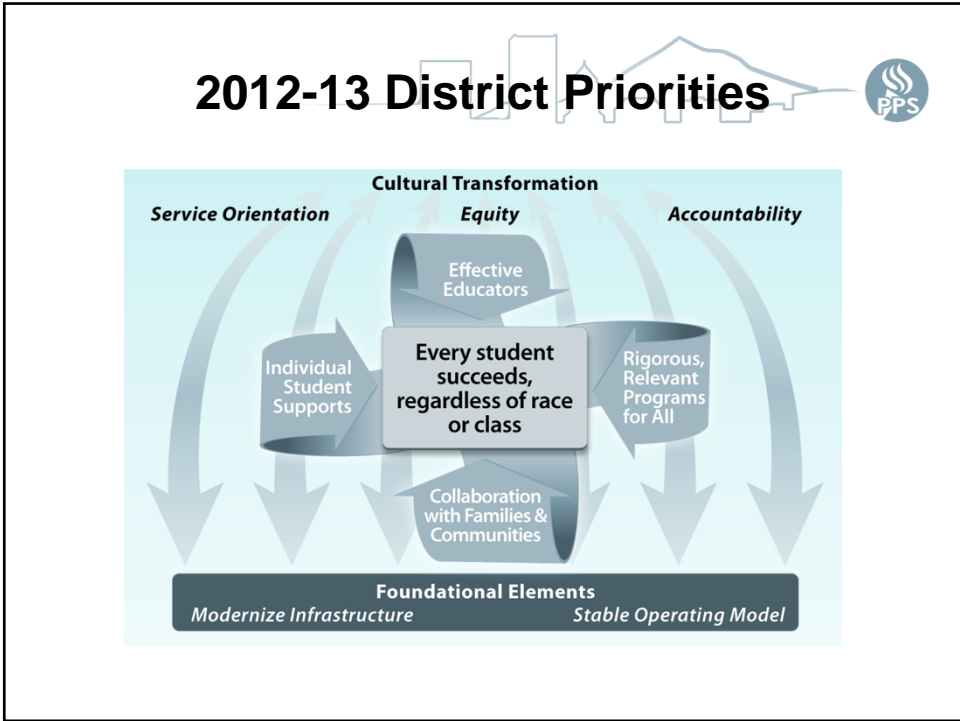 2012-13 District Priorities
PPS
Cultural Transformation
Service Orientation
Equity
Accountability
Effective
Educators
Individual
Student
Supports
Every student
succeeds,
regardless of race
or class
Rigorous,
Relevant
Programs
for All
Collaboration
with Families &
Communities
Foundational Elements
Modernize Infrastructure
Stable Operating Model